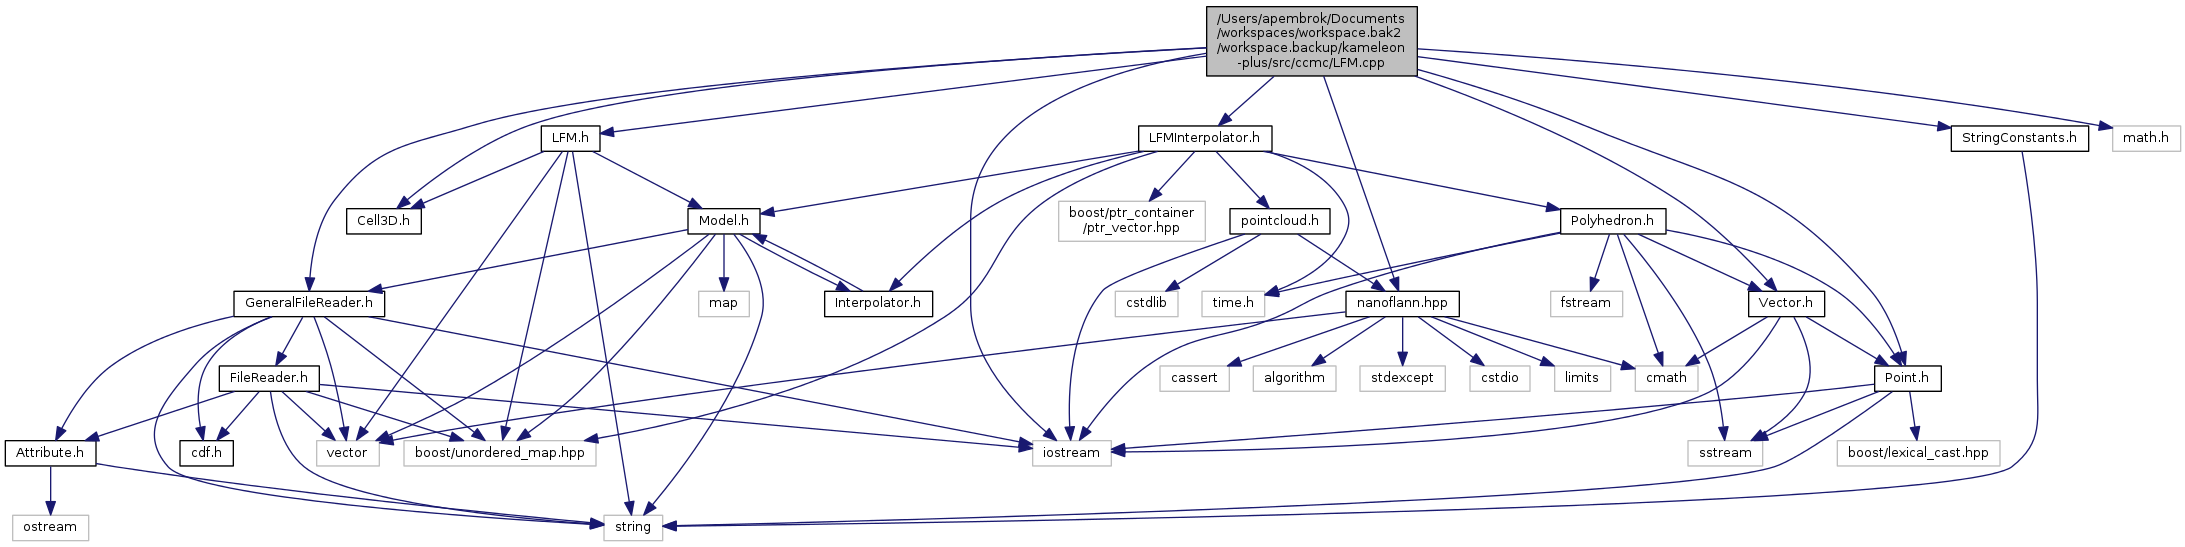 /Users/apembrok/Documents
/workspaces/workspace.bak2
/workspace.backup/kameleon
-plus/src/ccmc/LFM.cpp
LFM.h
LFMInterpolator.h
StringConstants.h
math.h
Cell3D.h
Model.h
boost/ptr_container
/ptr_vector.hpp
pointcloud.h
Polyhedron.h
GeneralFileReader.h
map
Interpolator.h
cstdlib
time.h
nanoflann.hpp
fstream
Vector.h
FileReader.h
cassert
algorithm
stdexcept
cstdio
limits
cmath
Point.h
Attribute.h
cdf.h
vector
boost/unordered_map.hpp
iostream
sstream
boost/lexical_cast.hpp
ostream
string